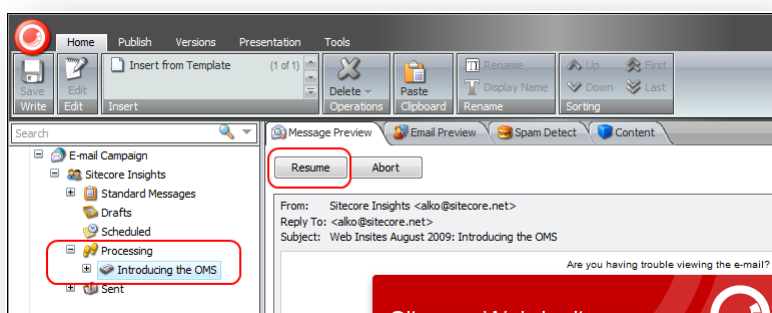 Home Publish Versions Presentation Tools
Insert from Template (1 of 1) Rename Up First
Save Edit Delete Paste Display Name Down Last
Write Edit Insert Operations Clipboard Rename Sorting
Search
Message Preview Email Preview Spam Detect Content
E-mail Campaign
Resume Abort
Sitecore Insights
Standard Messages
From: Sitecore Insights <alko@sitecore.net>
Drafts
Reply To: <alko@sitecore.net>
Scheduled
Subject: Web Insites August 2009: Introducing the OMS
Processing
Are you having trouble viewing the e-mail?
Introducing the OMS
Sent